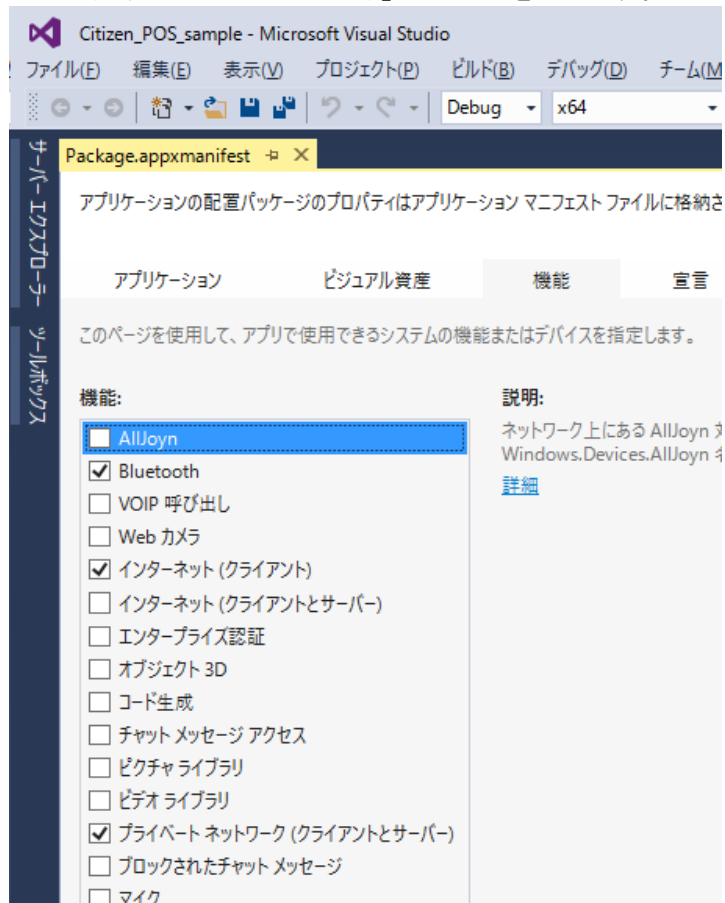 Citizen_POS_sample - Microsoft Visual Studio
ファイル(F) 編集(E) 表示(V) プロジェクト(P) ビルド(B) デバッグ(D) チーム(M
Debug x64
サーバー エクスプローラー
ツールボックス
Package.appxmanifest
アプリケーションの配置パッケージのプロパティはアプリケーション マニフェスト ファイルに格納さ
アプリケーション ビジュアル資産 機能 宣言
このページを使用して、アプリで使用できるシステムの機能またはデバイスを指定します。
機能:
AllJoyn
Bluetooth
VOIP 呼び出し
Web カメラ
インターネット (クライアント)
インターネット (クライアントとサーバー)
エンタープライズ認証
オブジェクト 3D
コード生成
チャット メッセージ アクセス
ピクチャ ライブラリ
ビデオ ライブラリ
プライベート ネットワーク (クライアントとサーバー)
ブロックされたチャット メッセージ
マイク
説明:
ネットワーク上にある AllJoyn
Windows.Devices.AllJoyn
詳細